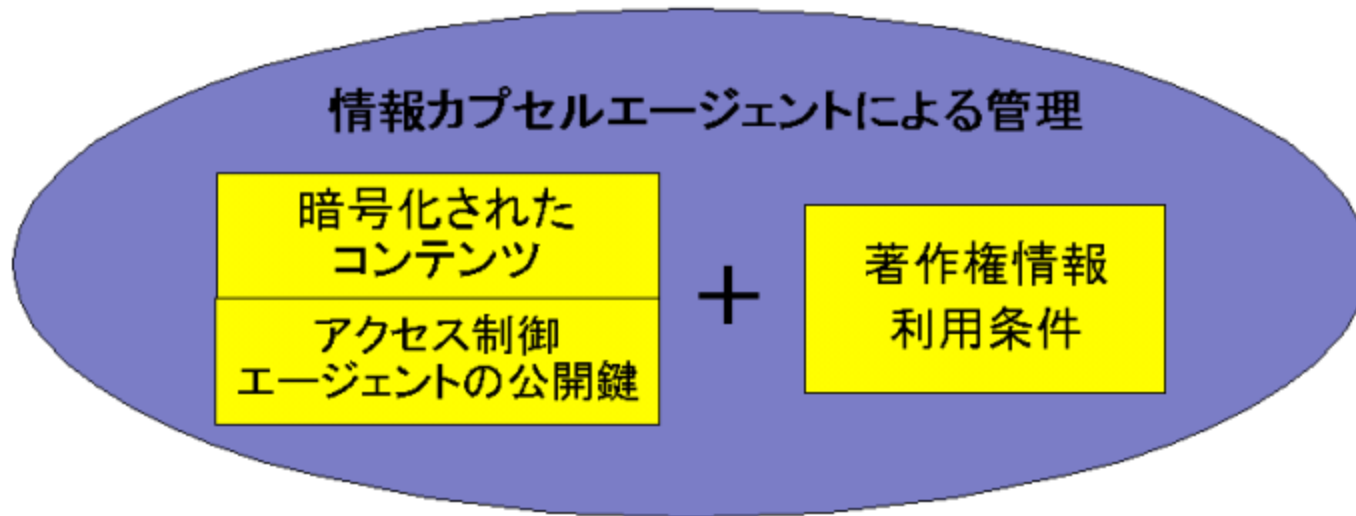 情報カプセルエージェントによる管理
暗号化された
コンテンツ
アクセス制御
エージェントの公開鍵
+
著作権情報
利用条件